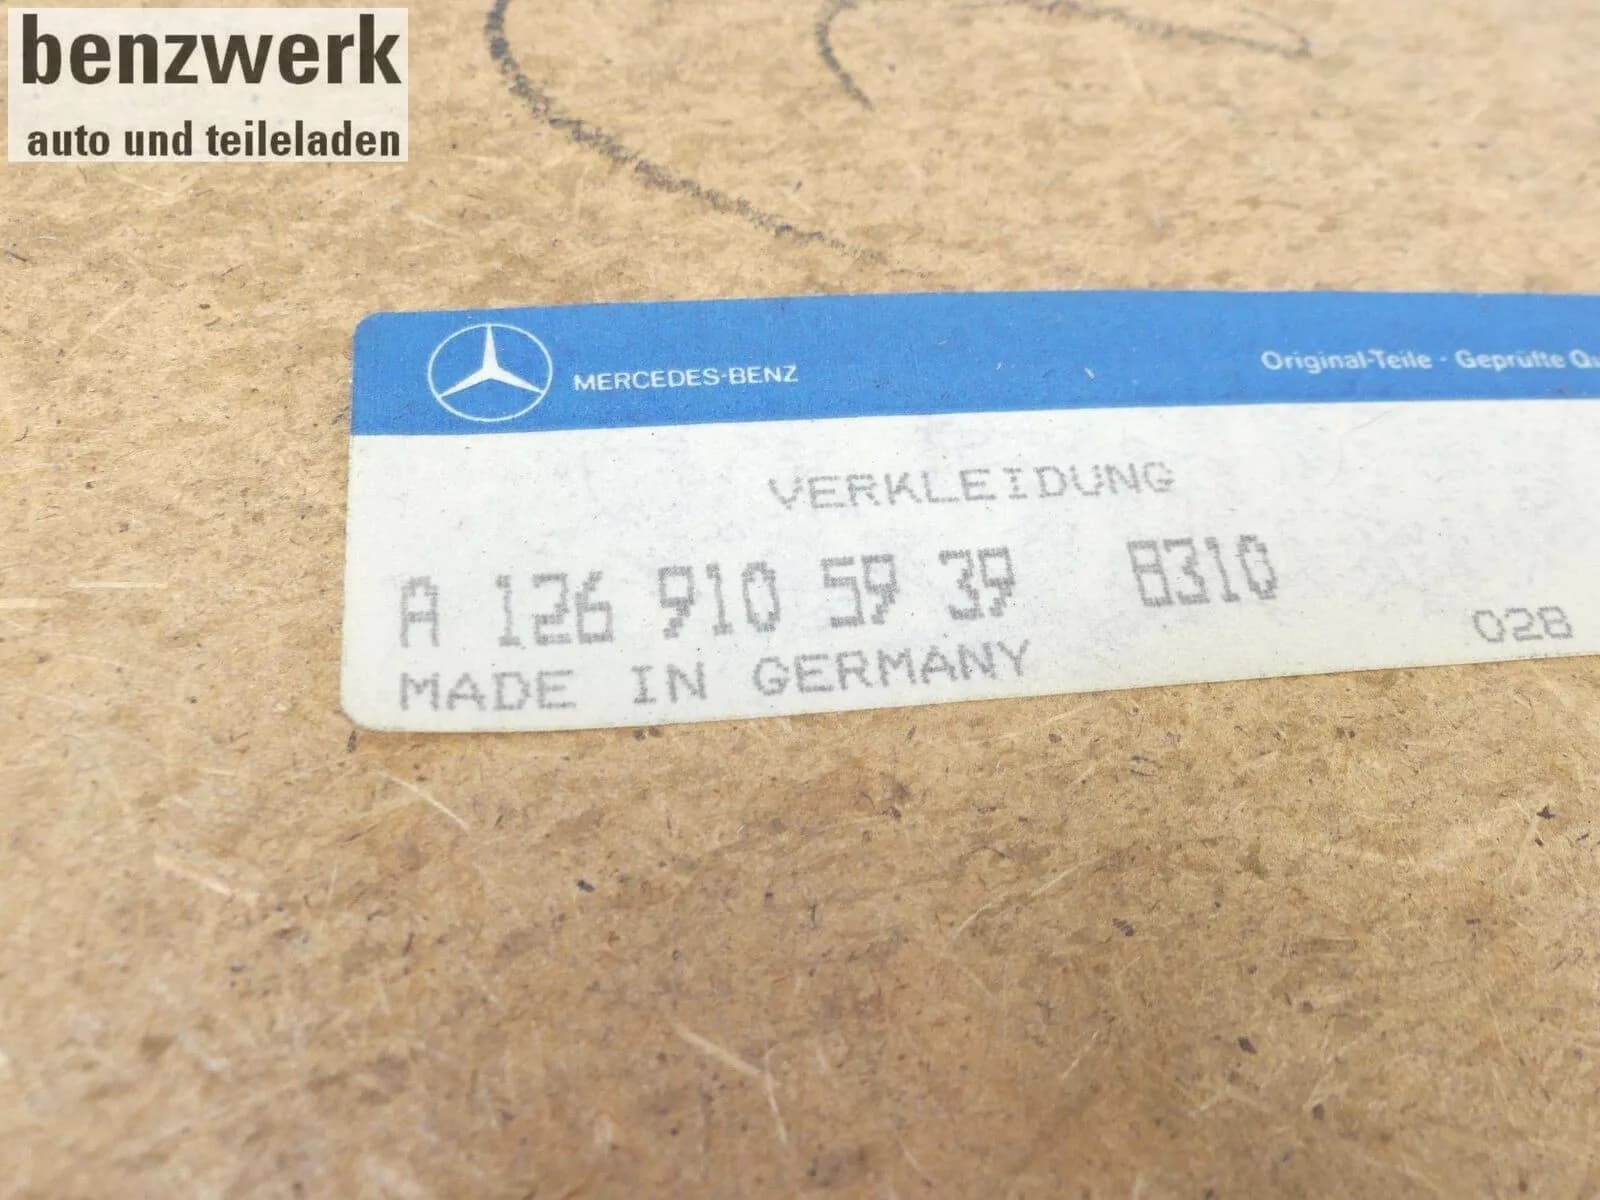 benzwerk
auto und teileladen
MERCEDES-BENZ
Original-Teile · Geprüfte
VERKLEIDUNG
A 126 910 59 39 8310
028
MADE IN GERMANY